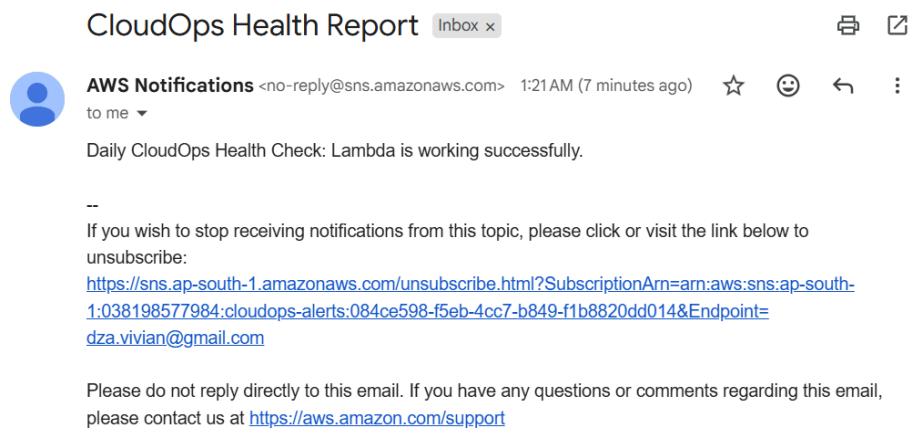 CloudOps Health Report Inbox ×
AWS Notifications <no-reply@sns.amazonaws.com> 1:21 AM (7 minutes ago)
to me
Daily CloudOps Health Check: Lambda is working successfully.
--
If you wish to stop receiving notifications from this topic, please click or visit the link below to
unsubscribe:
https://sns.ap-south-1.amazonaws.com/unsubscribe.html?SubscriptionArn=arn:aws:sns:ap-south-
1:038198577984:cloudops-alerts:084ce598-f5eb-4cc7-b849-f1b8820dd014&Endpoint=
dza.vivian@gmail.com
Please do not reply directly to this email. If you have any questions or comments regarding this email,
please contact us at https://aws.amazon.com/support